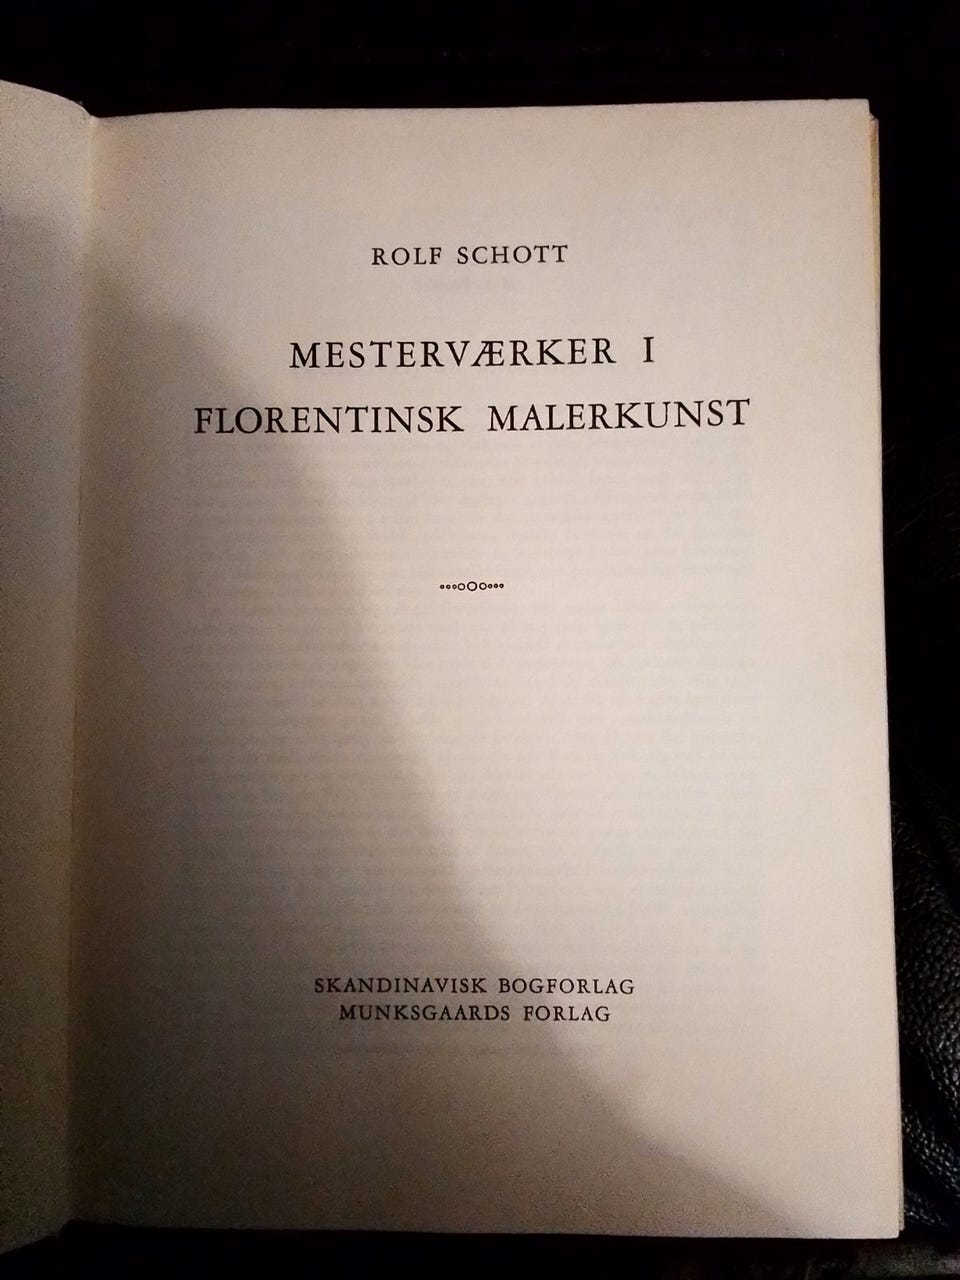 ROLF SCHOTT
MESTERVÆRKER I
FLORENTINSK MALERKUNST
SKANDINAVISK BOGFORLAG
MUNKSGAARDS FORLAG